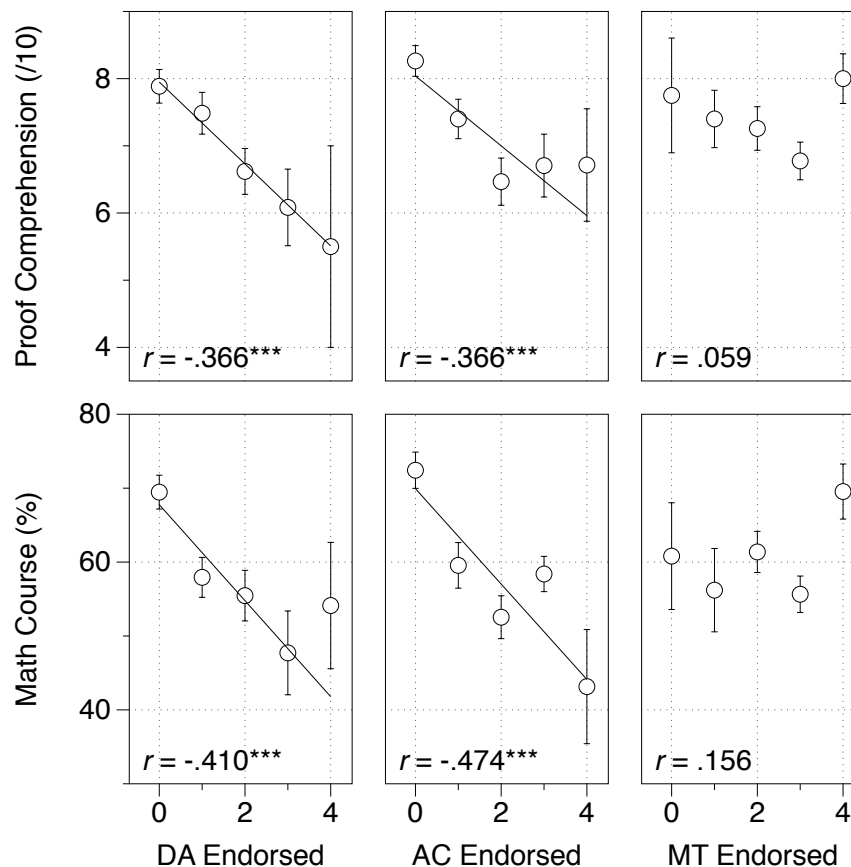 Proof Comprehension (/10)
8
6
4
r = -.366***
r = -.366***
r = .059
Math Course (%)
80
60
40
r = -.410***
r = -.474***
r = .156
0 2 4
0 2 4
0 2 4
DA Endorsed
AC Endorsed
MT Endorsed